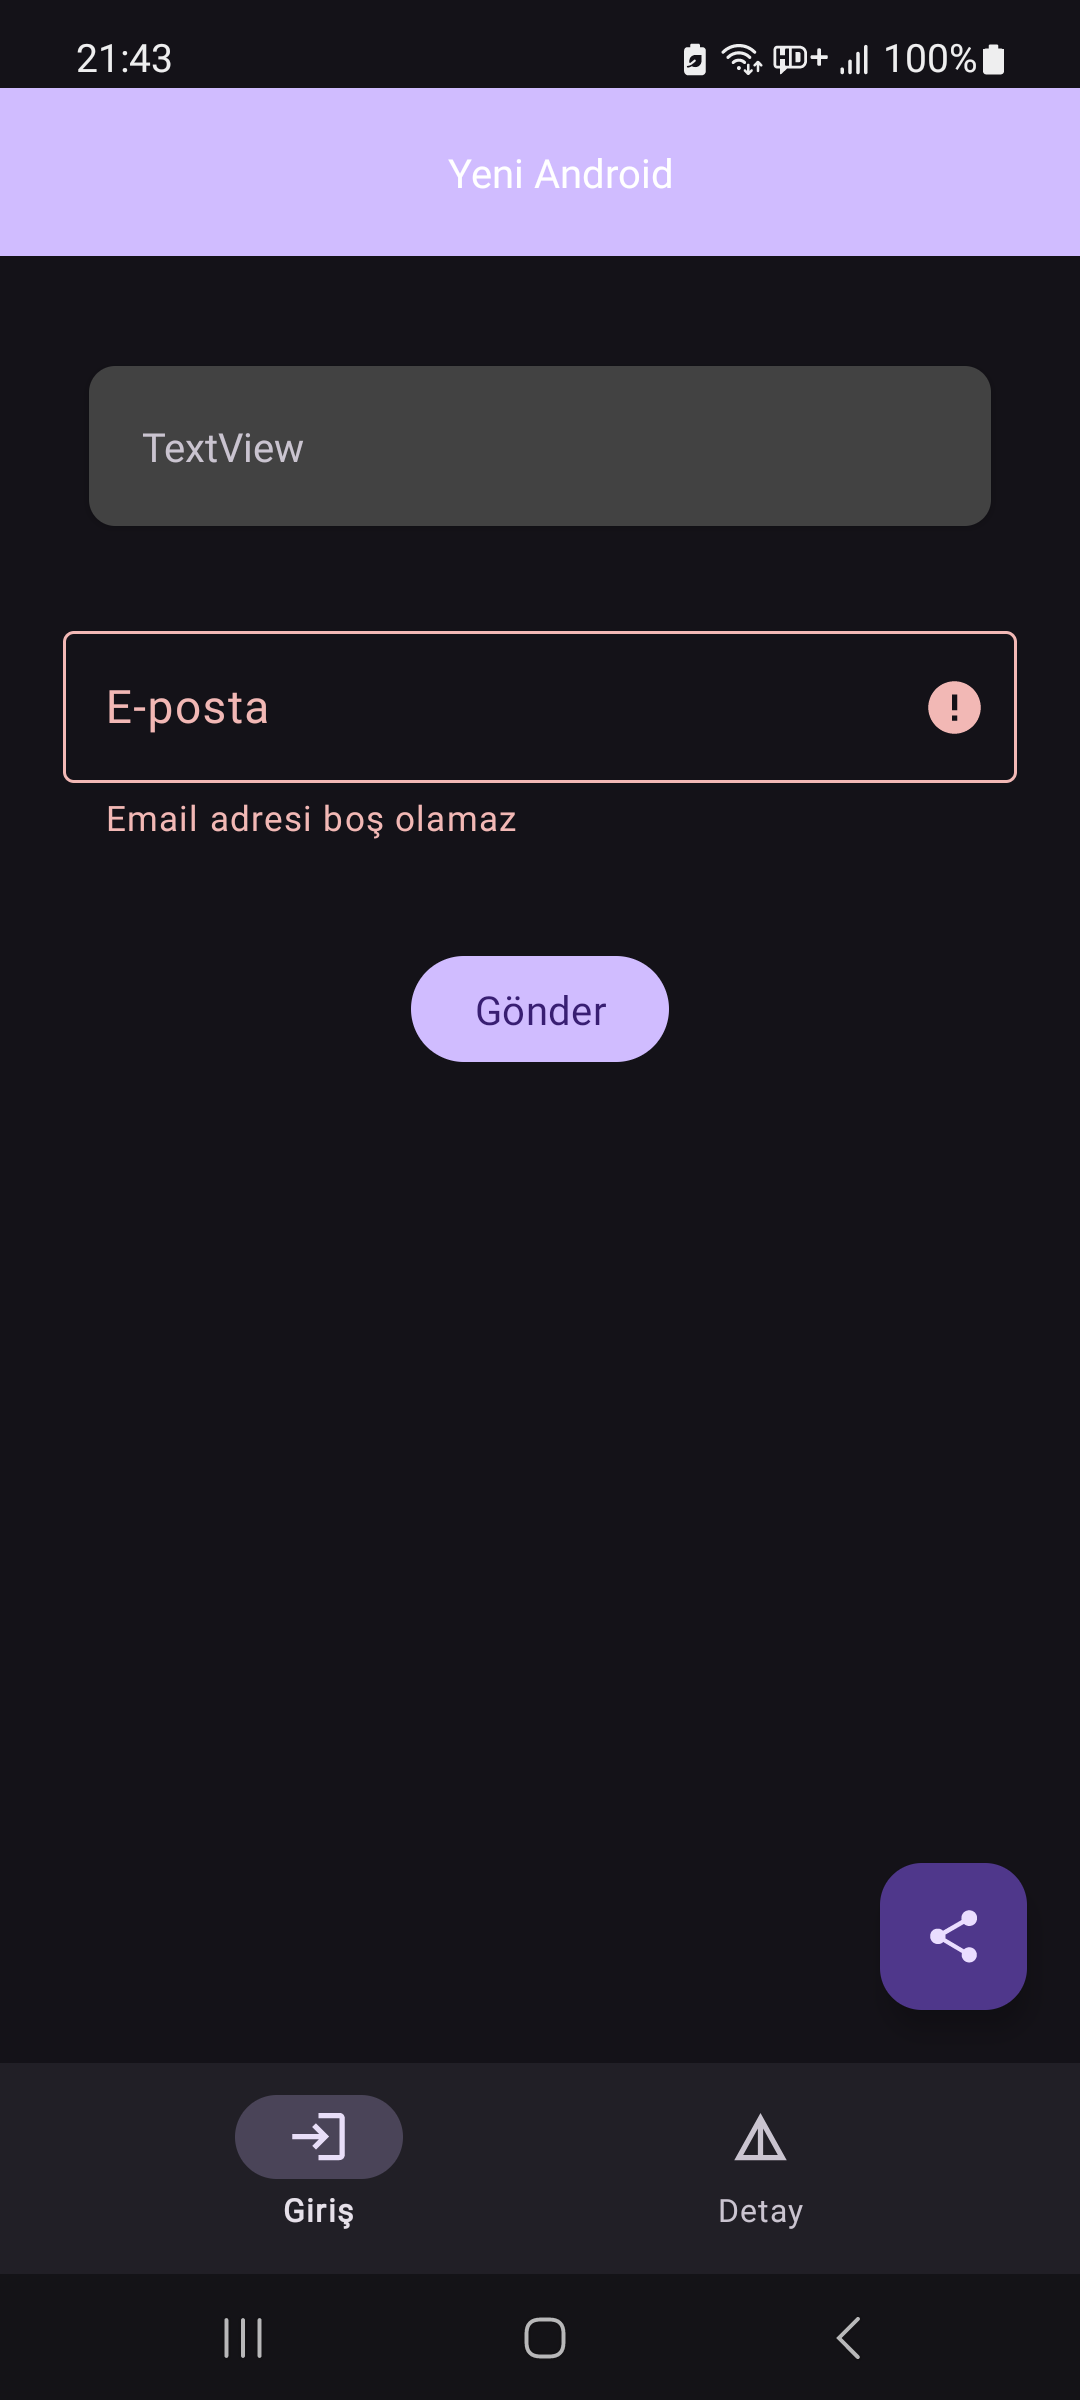 21:43
100%
Yeni Android
TextView
E-posta
Email adresi boş olamaz
Gönder
Giriş
Detay